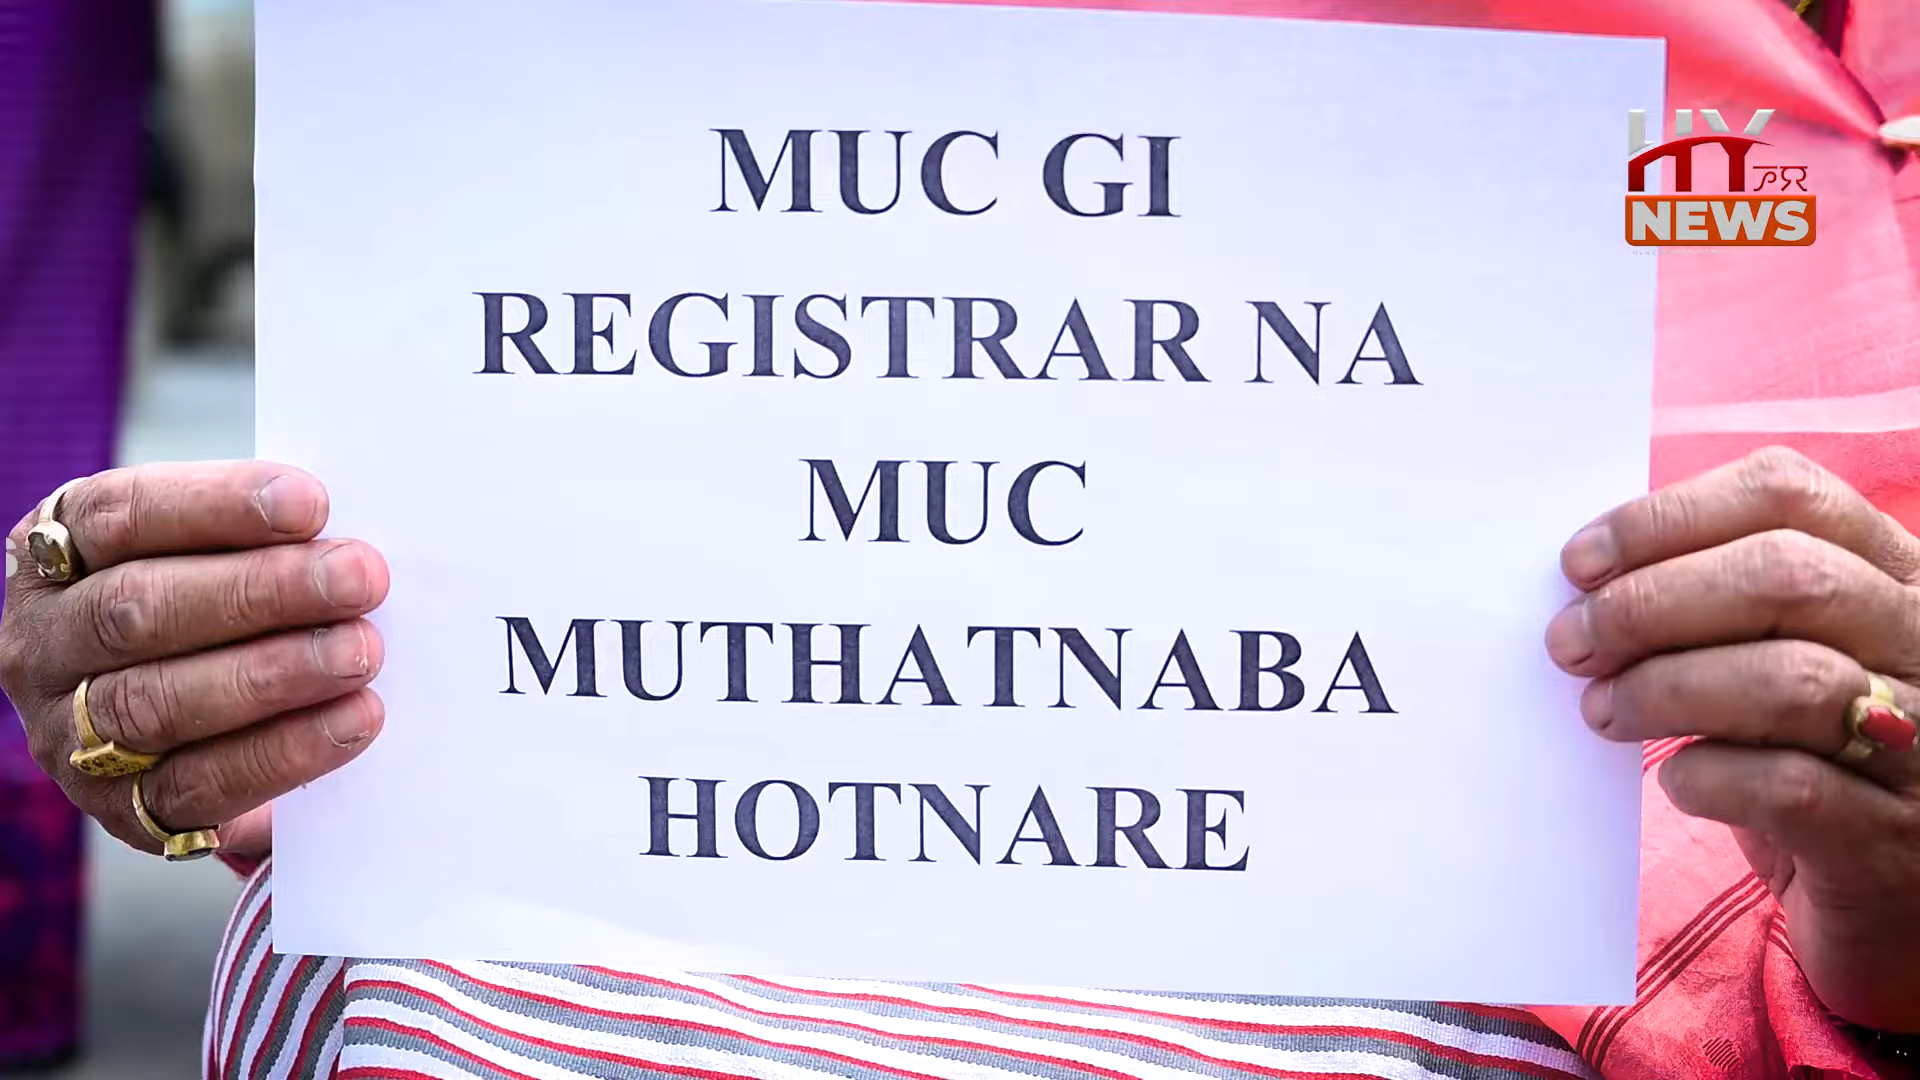 MUC GI
REGISTRAR NA
MUC
MUTHATNABA
HOTNARE
HY
NEWS